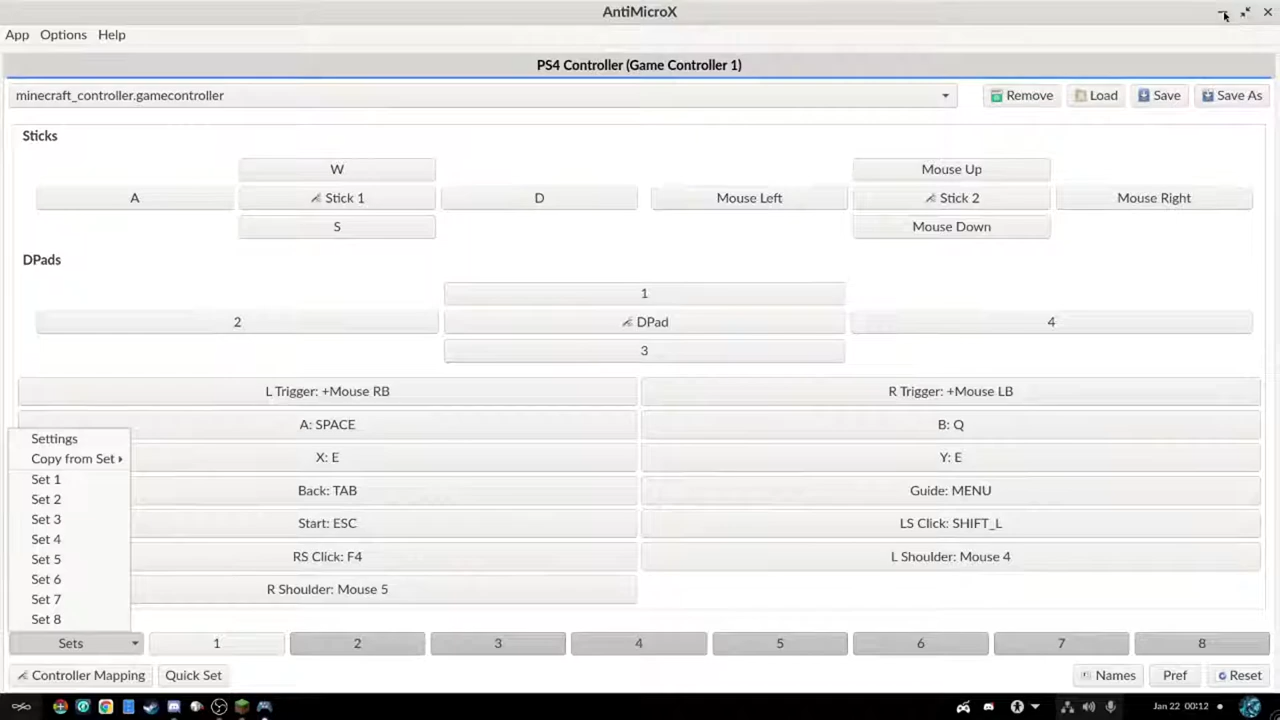 AntiMicroX
App Options Help
PS4 Controller (Game Controller 1)
minecraft_controller.gamecontroller
Remove Load Save Save As
Sticks
W
Mouse Up
A Stick 1 D Mouse Left Stick 2 Mouse Right
S
Mouse Down
DPads
1
2 DPad 4
3
L Trigger: +Mouse RB R Trigger: +Mouse LB
A: SPACE B: Q
Settings
Copy from Set
X: E Y: E
Set 1
Back: TAB Guide: MENU
Set 2
Set 3
Start: ESC LS Click: SHIFT_L
Set 4
Set 5
RS Click: F4 L Shoulder: Mouse 4
Set 6
R Shoulder: Mouse 5
Set 7
Set 8
Sets 1 2 3 4 5 6 7 8
Controller Mapping Quick Set Names Pref Reset
Jan 22 00:12